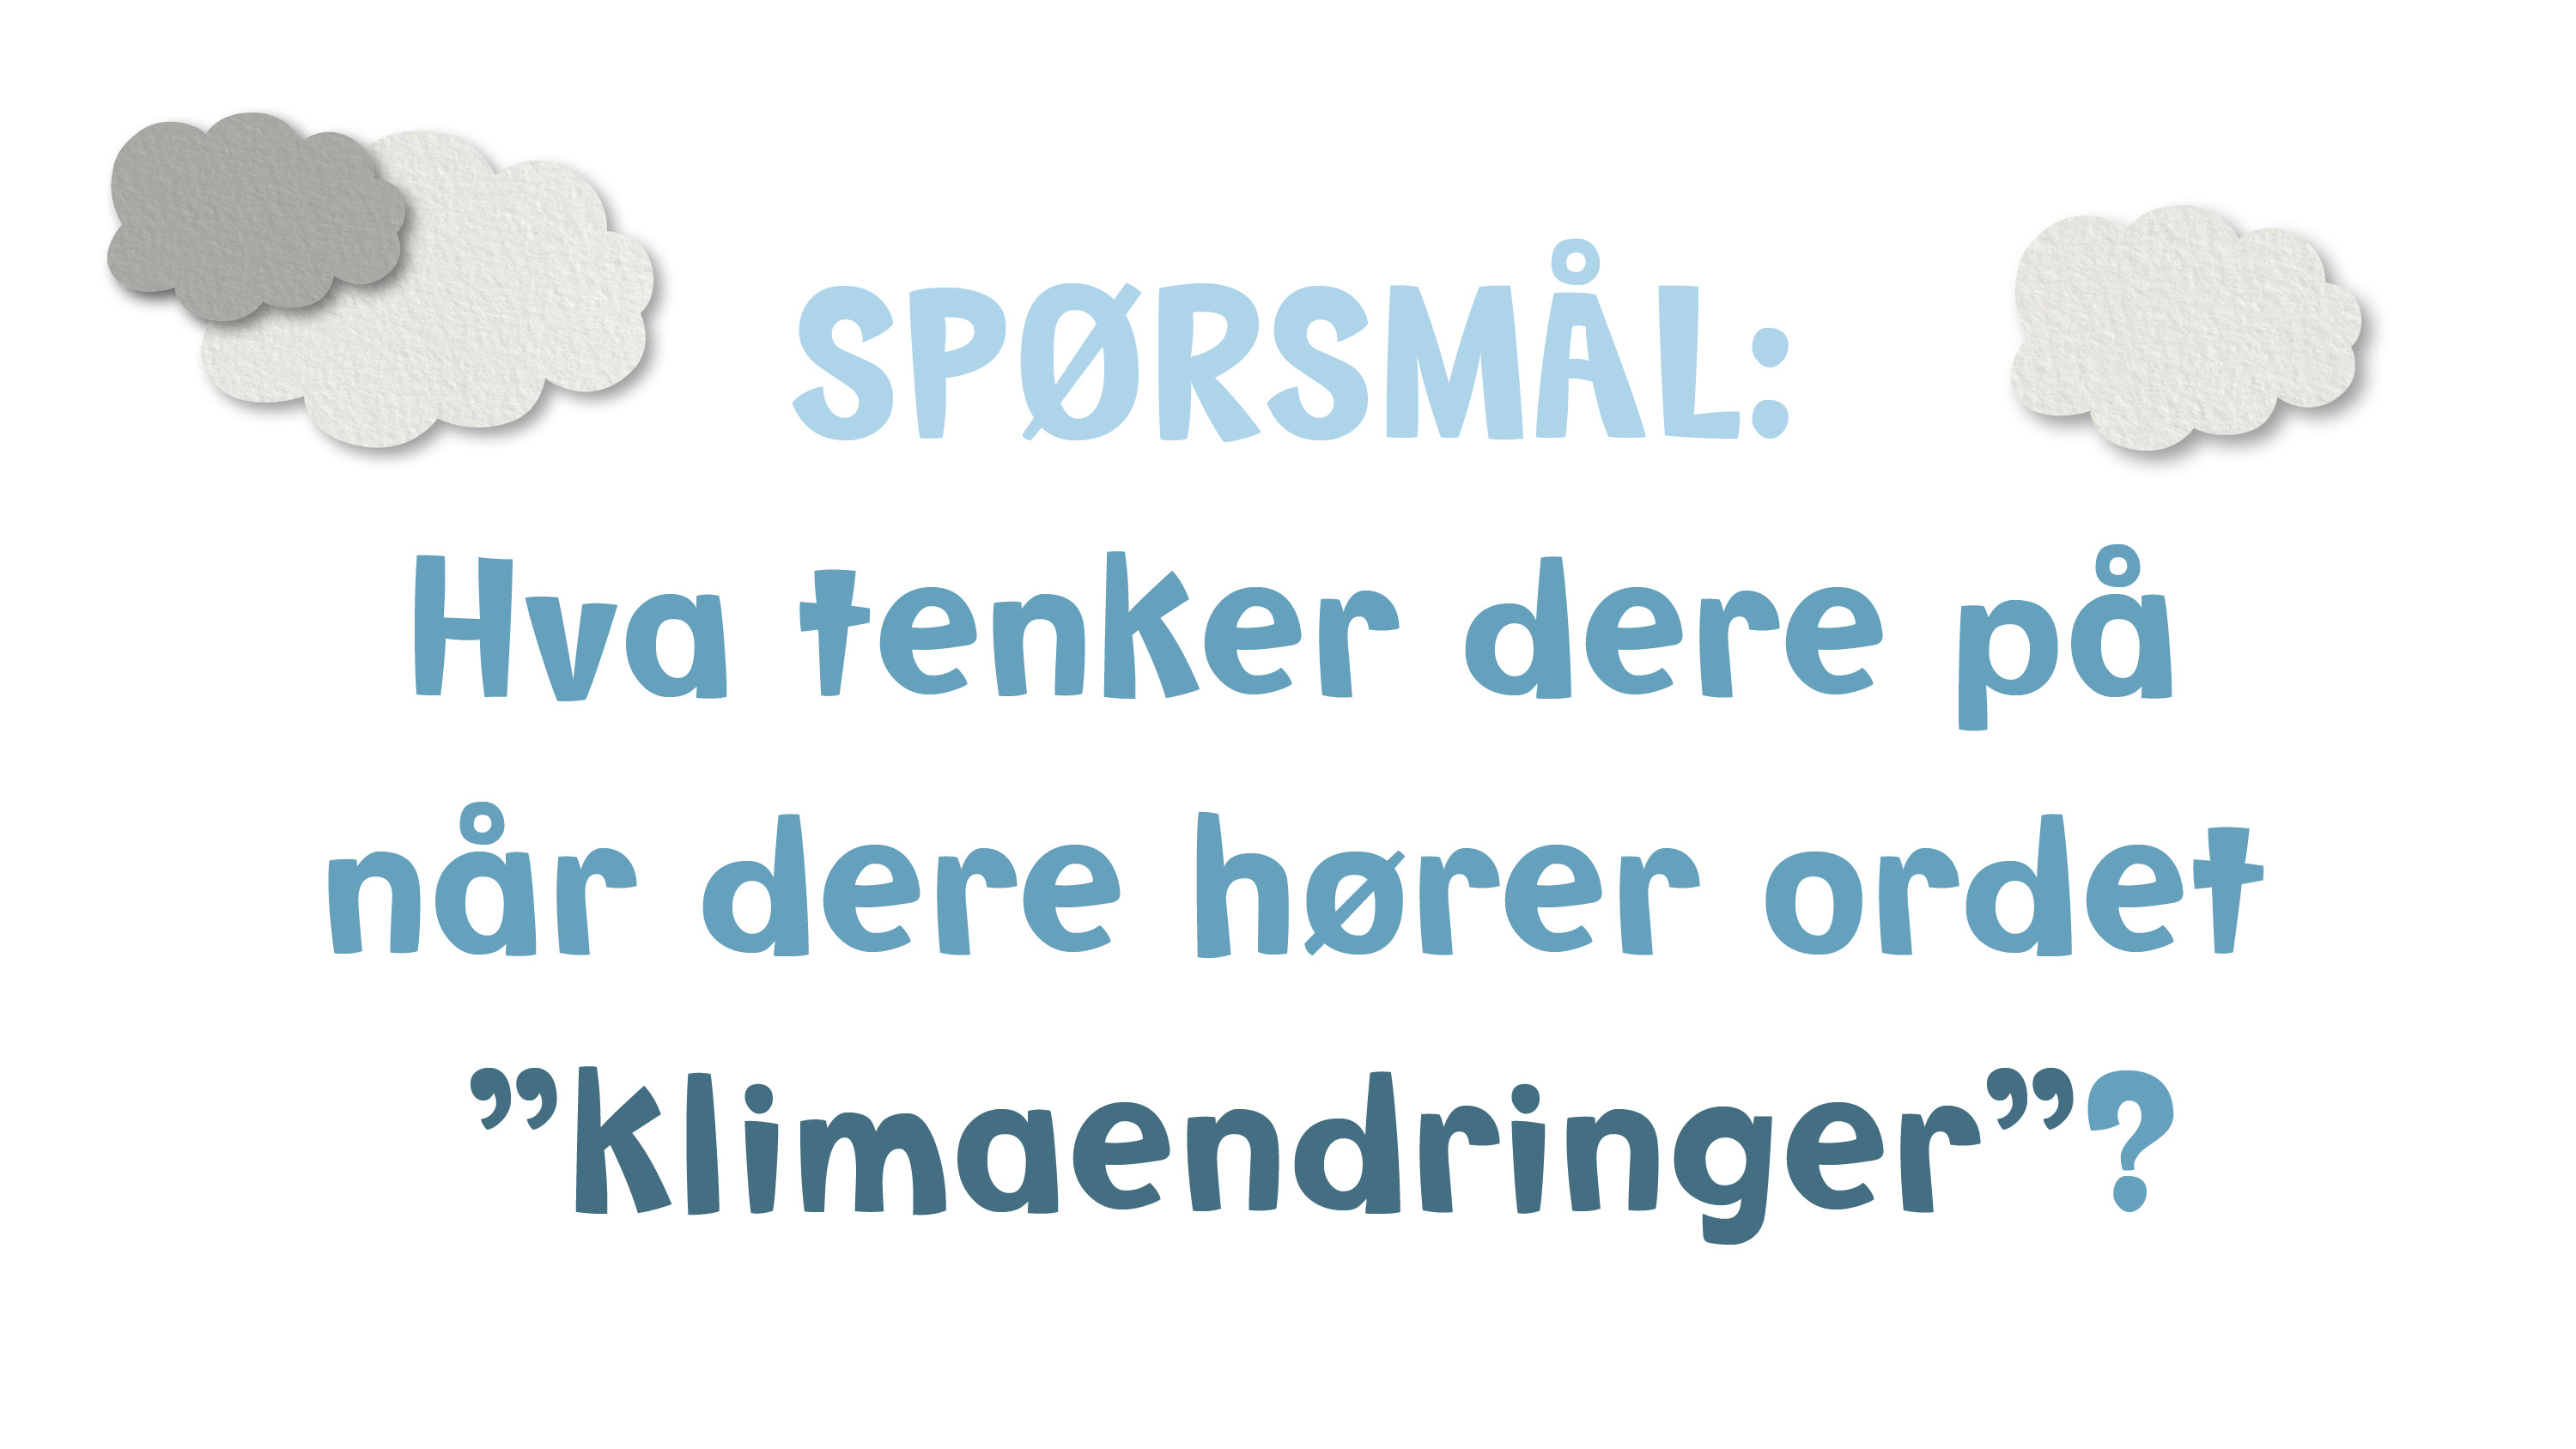 SPØRSMÅL:
Hva tenker dere på
når dere hører ordet
”klimaendringer”?